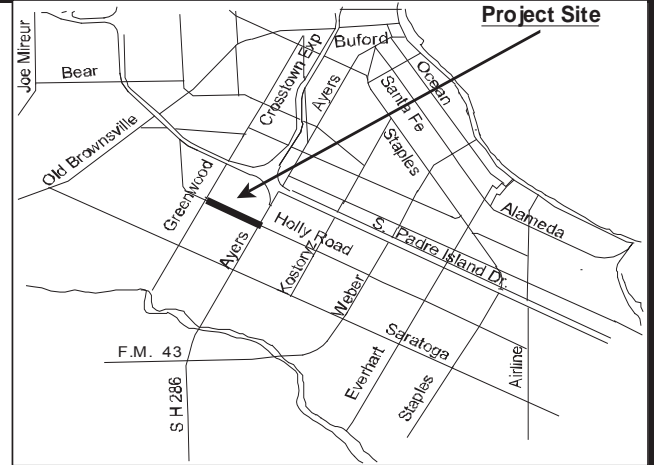 Project Site
Joe Mireur
Bear
Buford
Crosstown Exp
Ayers
Ocean
Santa Fe
Staples
Old Brownsville
Greenwood
Alameda
Holly Road
S. Padre Island Dr.
Ayers
Kostoryz
Weber
Saratoga
F.M. 43
S H 286
Everhart
Staples
Airline